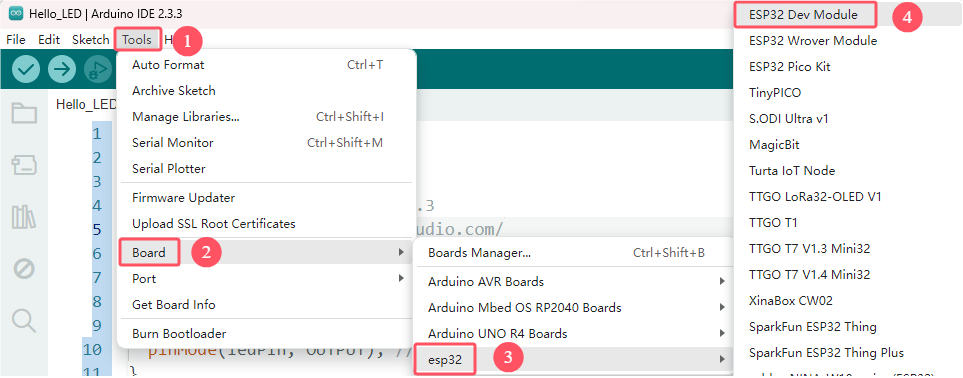 Hello_LED | Arduino IDE 2.3.3
File Edit Sketch Tools H
1
Hello_LED
1
2
3
4
5
6
7
8
9
10
11
.3
udio.com/
pinMode(ledPin, OUTPUT); //
}
Auto Format Ctrl+T
Archive Sketch
Manage Libraries... Ctrl+Shift+I
Serial Monitor Ctrl+Shift+M
Serial Plotter
Firmware Updater
Upload SSL Root Certificates
Board 2
Port
Get Board Info
Burn Bootloader
Boards Manager... Ctrl+Shift+B
Arduino AVR Boards
Arduino Mbed OS RP2040 Boards
Arduino UNO R4 Boards
esp32 3
ESP32 Dev Module 4
ESP32 Wrover Module
ESP32 Pico Kit
TinyPICO
S.ODI Ultra v1
MagicBit
Turta IoT Node
TTGO LoRa32-OLED V1
TTGO T1
TTGO T7 V1.3 Mini32
TTGO T7 V1.4 Mini32
XinaBox CW02
SparkFun ESP32 Thing
SparkFun ESP32 Thing Plus